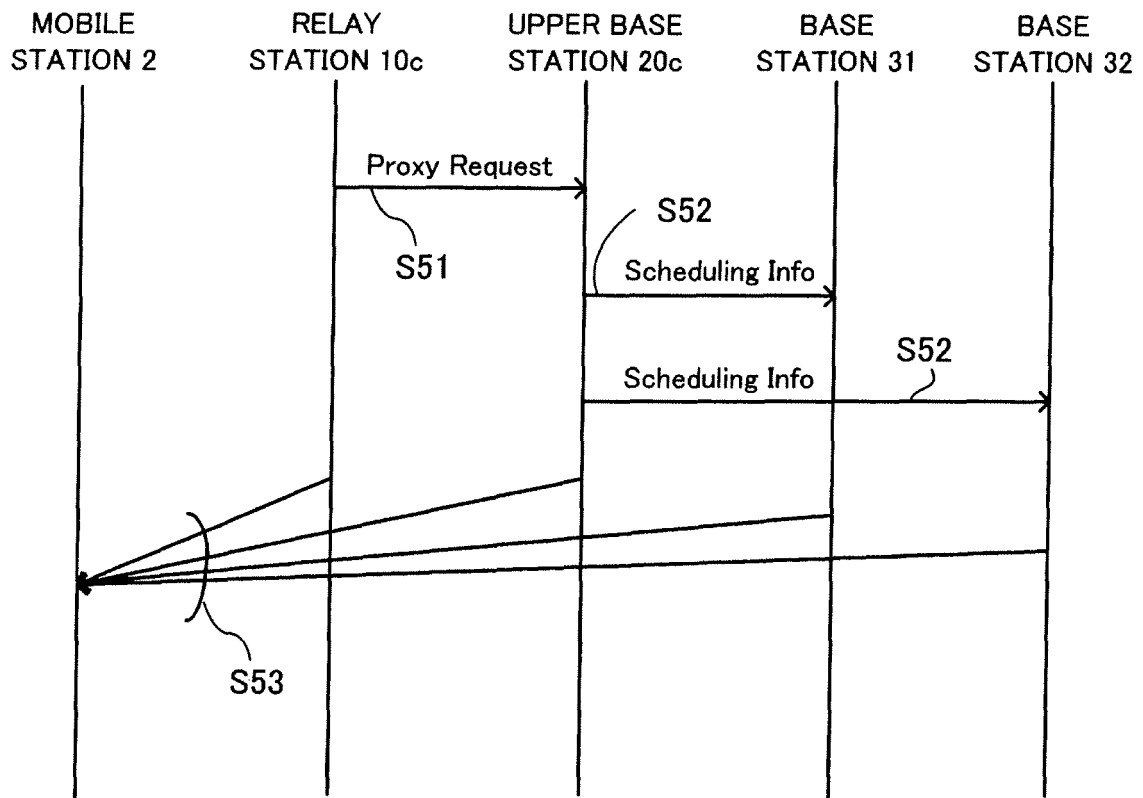 MOBILE
STATION 2
RELAY
STATION 10c
UPPER BASE
STATION 20c
BASE
STATION 31
BASE
STATION 32
Proxy Request
S51
S52
Scheduling Info
S52
Scheduling Info
S53